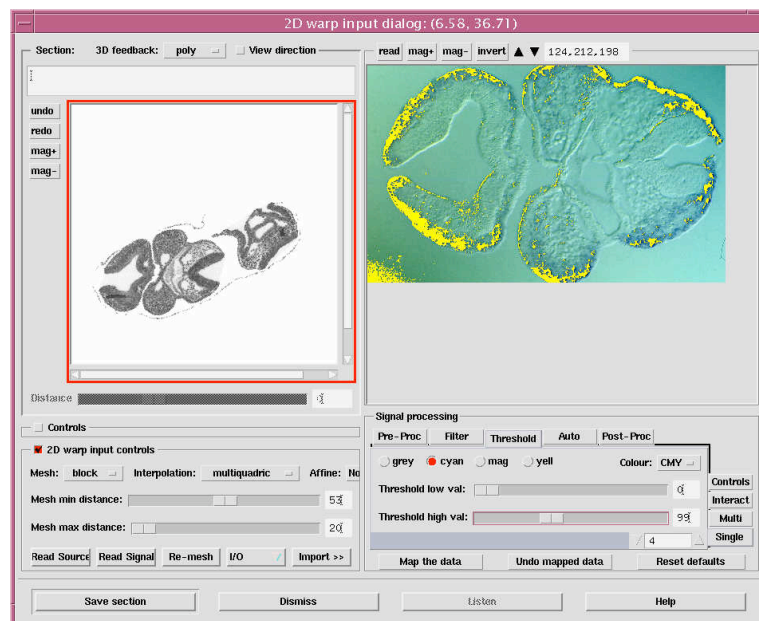 2D warp input dialog: (6.58, 36.71)
Section: 3D feedback: poly View direction
read mag+ mag- invert 124,212,198
undo
redo
mag+
mag-
Distance 0
Controls
2D warp input controls
Mesh: block Interpolation: multiquadric Affine: No
Mesh min distance: 53
Mesh max distance: 20
Read Source Read Signal Re-mesh I/O Import >>
Signal processing
Pre-Proc Filter Threshold Auto Post-Proc
grey cyan mag yell Colour: CMY
Threshold low val: 0
Threshold high val: 99
4
Controls
Interact
Multi
Single
Map the data Undo mapped data Reset defaults
Save section Dismiss Listen Help